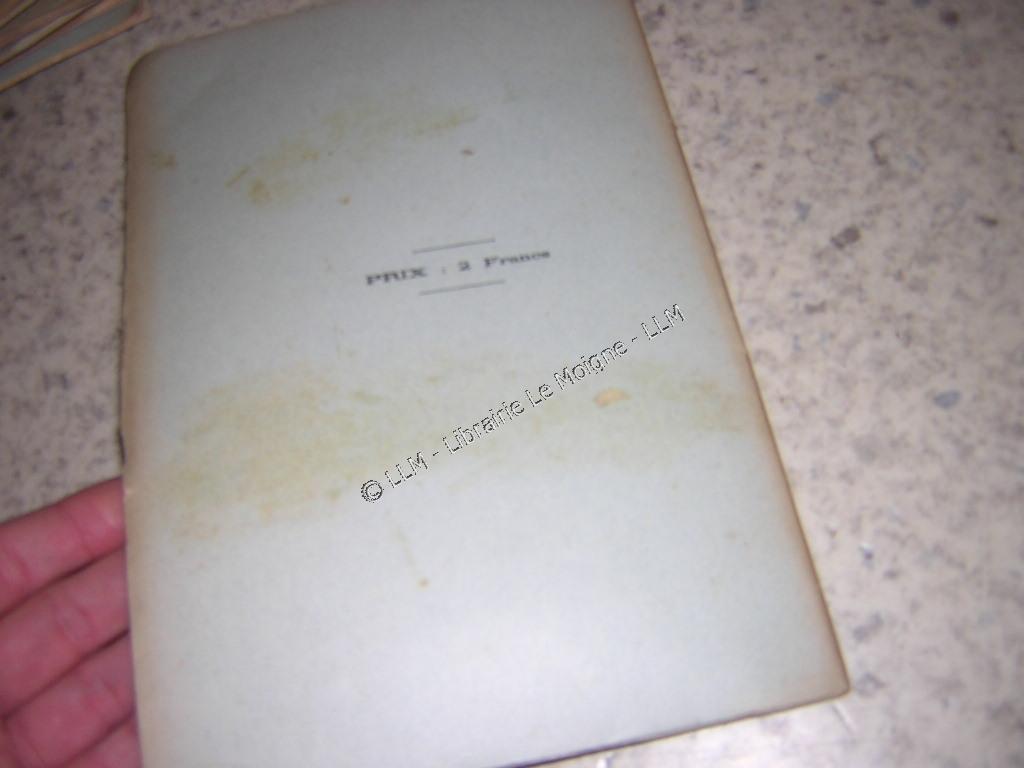 PRIX : 2 Francs
© LLM - Librairie Le Moigne - LLM